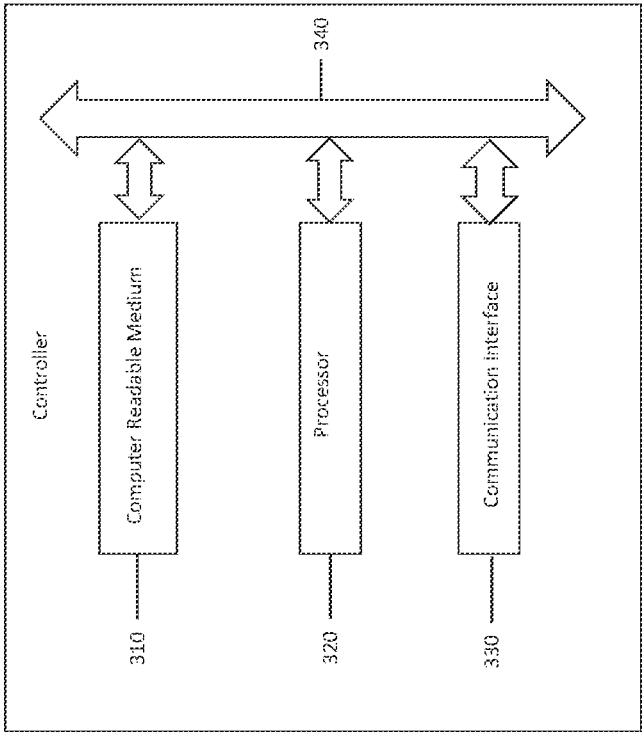 Controller
310
Computer Readable Medium
320
Processor
330
Communication Interface
340